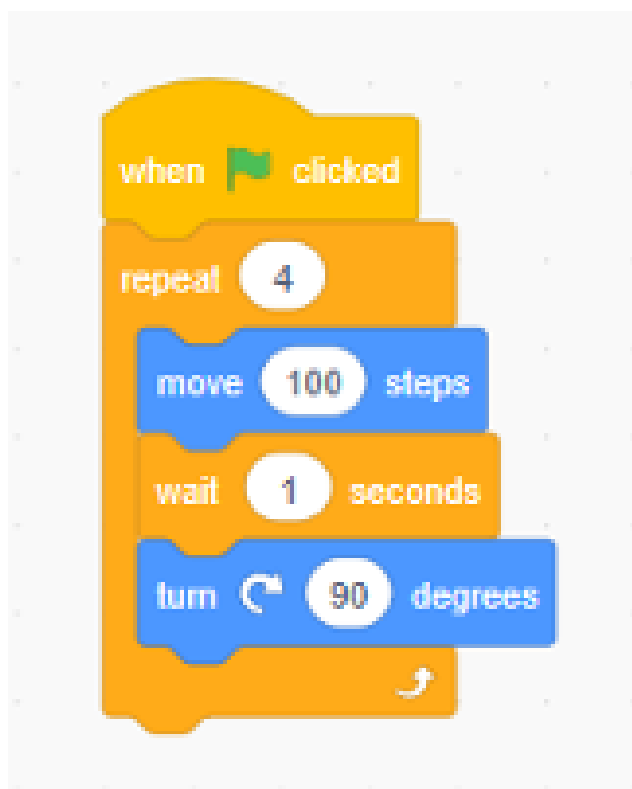 when clicked
repeat 4
move 100 steps
wait 1 seconds
turn 90 degrees